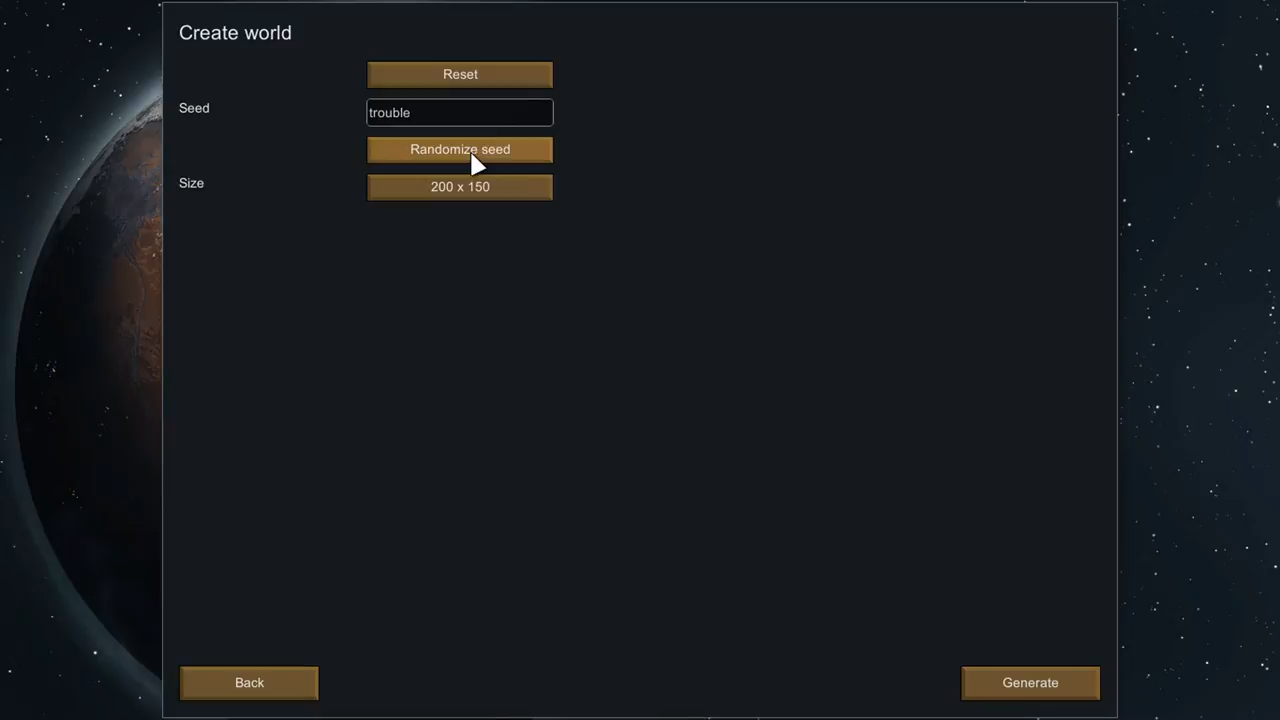 Create world
Reset
Seed
trouble
Randomize seed
Size
200 x 150
Back
Generate